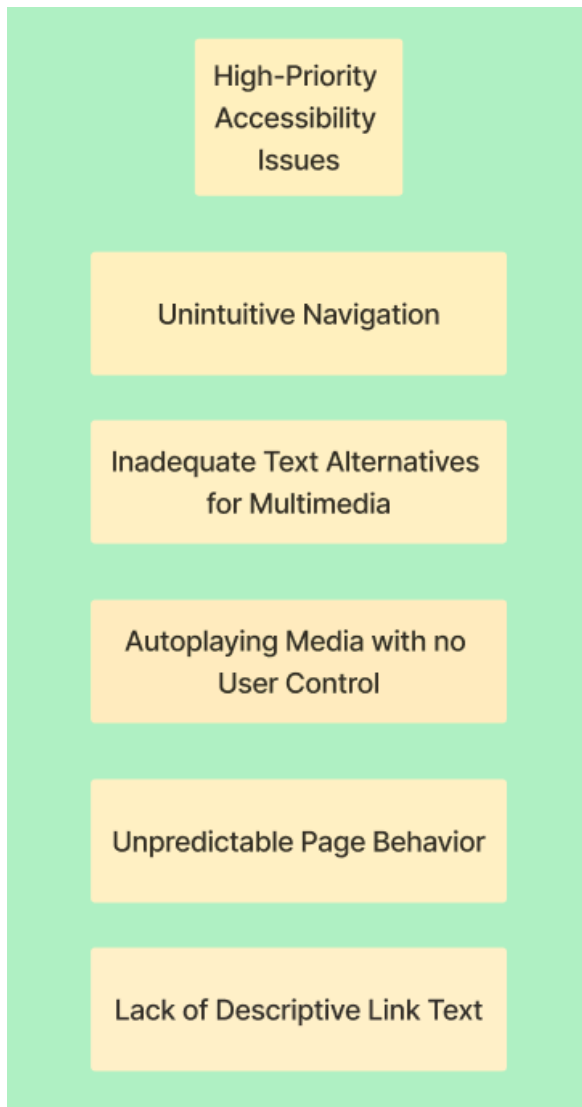 High-Priority
Accessibility
Issues
Unintuitive Navigation
Inadequate Text Alternatives
for Multimedia
Autoplaying Media with no
User Control
Unpredictable Page Behavior
Lack of Descriptive Link Text